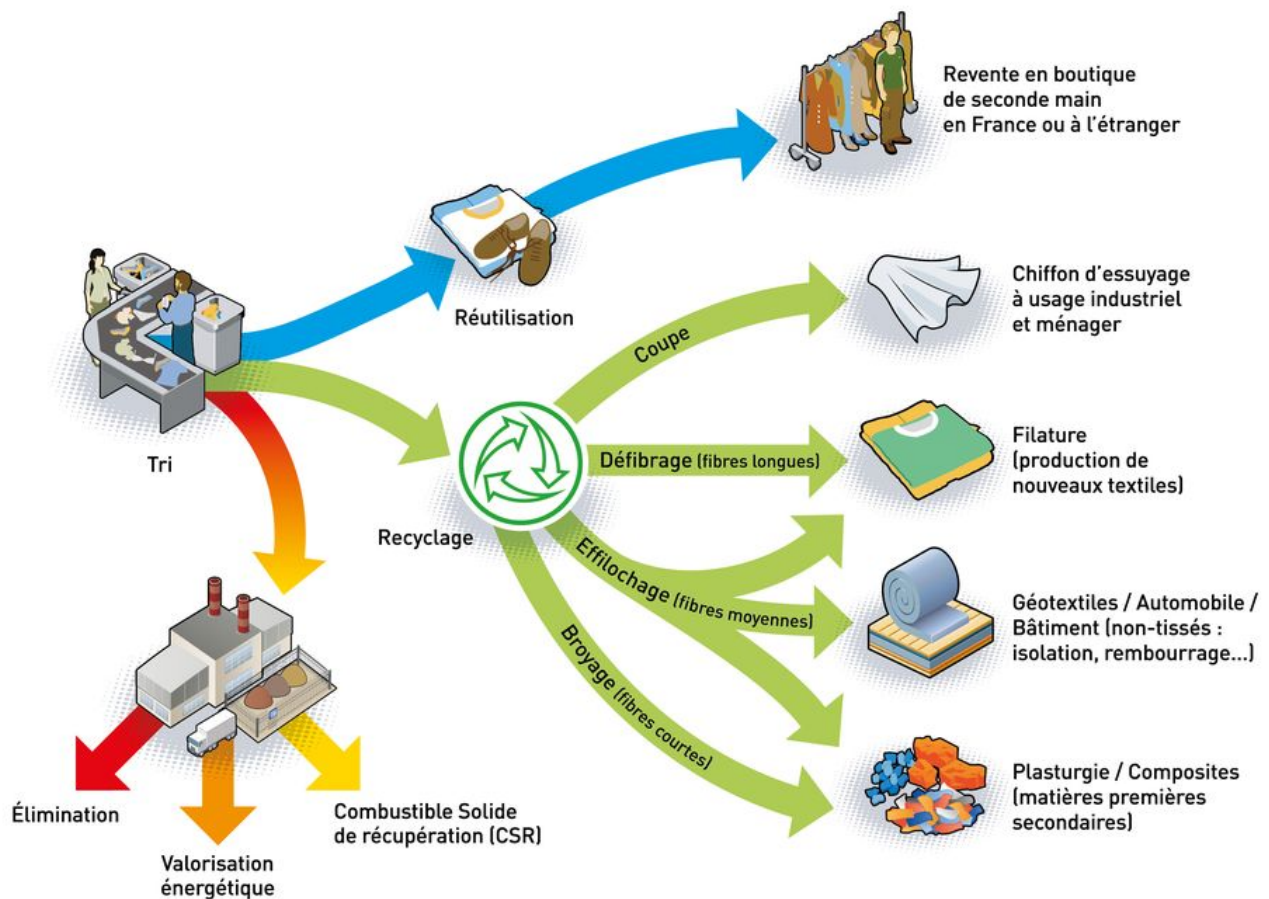 Revente en boutique
de seconde main
en France ou à l'étranger
Réutilisation
Tri
Coupe
Chiffon d'essuyage
à usage industriel
et ménager
Recyclage
Défibrage (fibres longues)
Filature
(production de
nouveaux textiles)
Effilochage (fibres moyennes)
Géotextiles / Automobile /
Bâtiment (non-tissés :
isolation, rembourrage...)
Broyage (fibres courtes)
Plasturgie / Composites
(matières premières
secondaires)
Élimination
Valorisation
énergétique
Combustible Solide
de récupération (CSR)